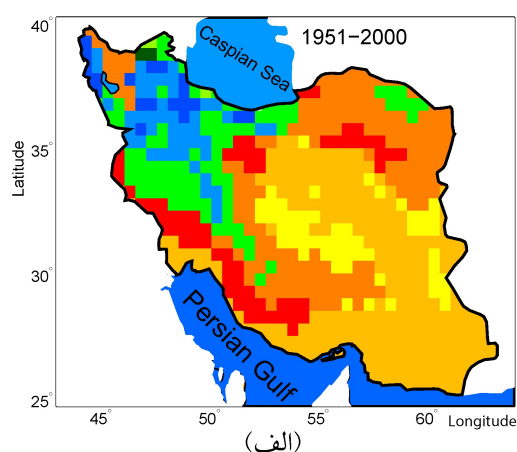 40°
1951-2000
Caspian Sea
35°
Latitude
30°
Persian Gulf
25°
45° 50° 55° 60° Longitude
(الف)